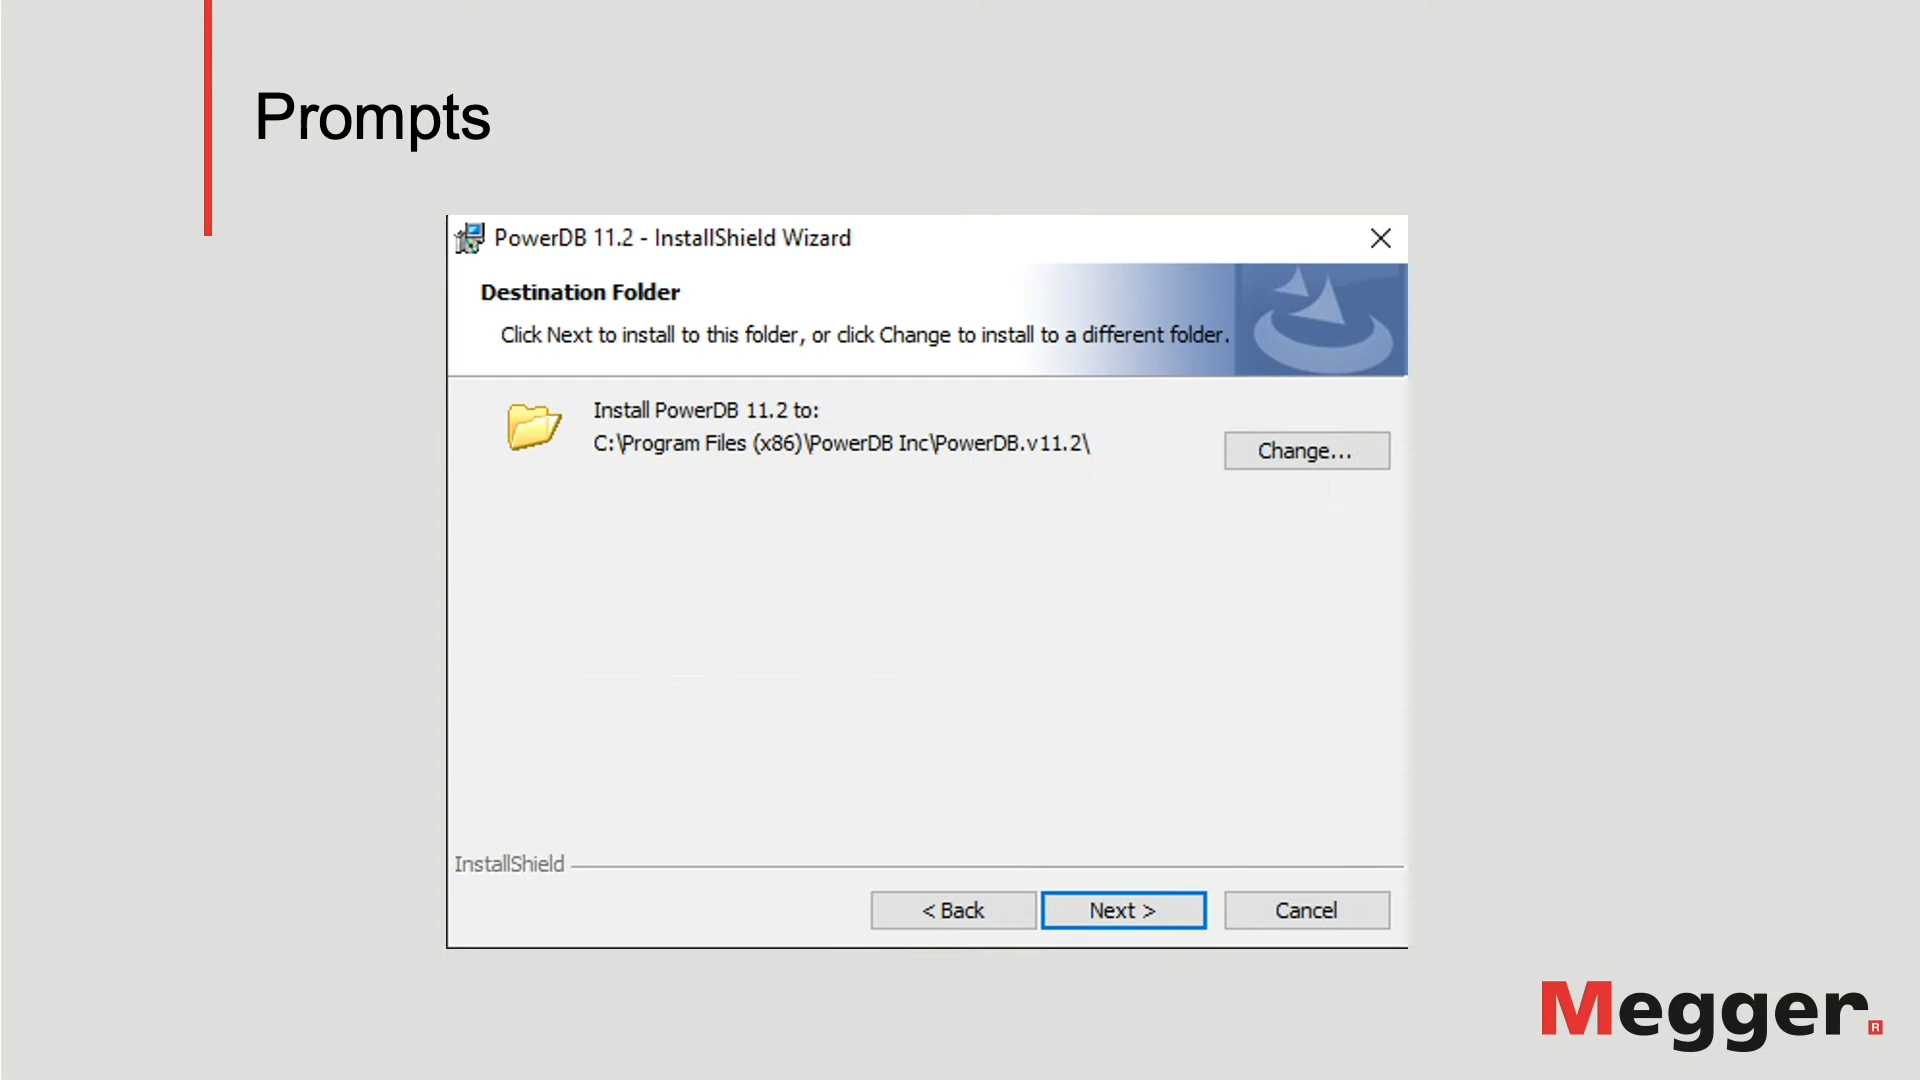 Prompts
PowerDB 11.2 - InstallShield Wizard
Destination Folder
Click Next to install to this folder, or click Change to install to a different folder.
Install PowerDB 11.2 to:
C:\Program Files (x86)\PowerDB Inc\PowerDB.v11.2\
Change...
InstallShield
< Back
Next >
Cancel
Megger.
R